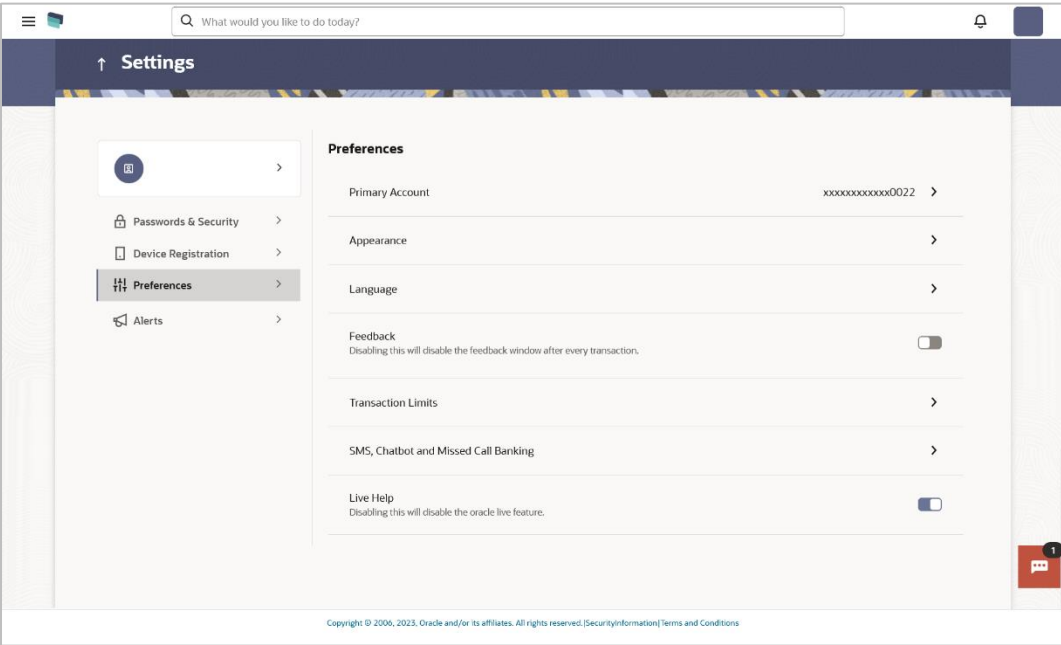 What would you like to do today?
↑ Settings
Preferences
Primary Account xxxxxxxxxxxx0022
Passwords & Security
Appearance
Device Registration
Preferences
Language
Alerts
Feedback
Disabling this will disable the feedback window after every transaction.
Transaction Limits
SMS, Chatbot and Missed Call Banking
Live Help
Disabling this will disable the oracle live feature.
1
Copyright © 2006, 2023, Oracle and/or its affiliates. All rights reserved.|SecurityInformation|Terms and Conditions